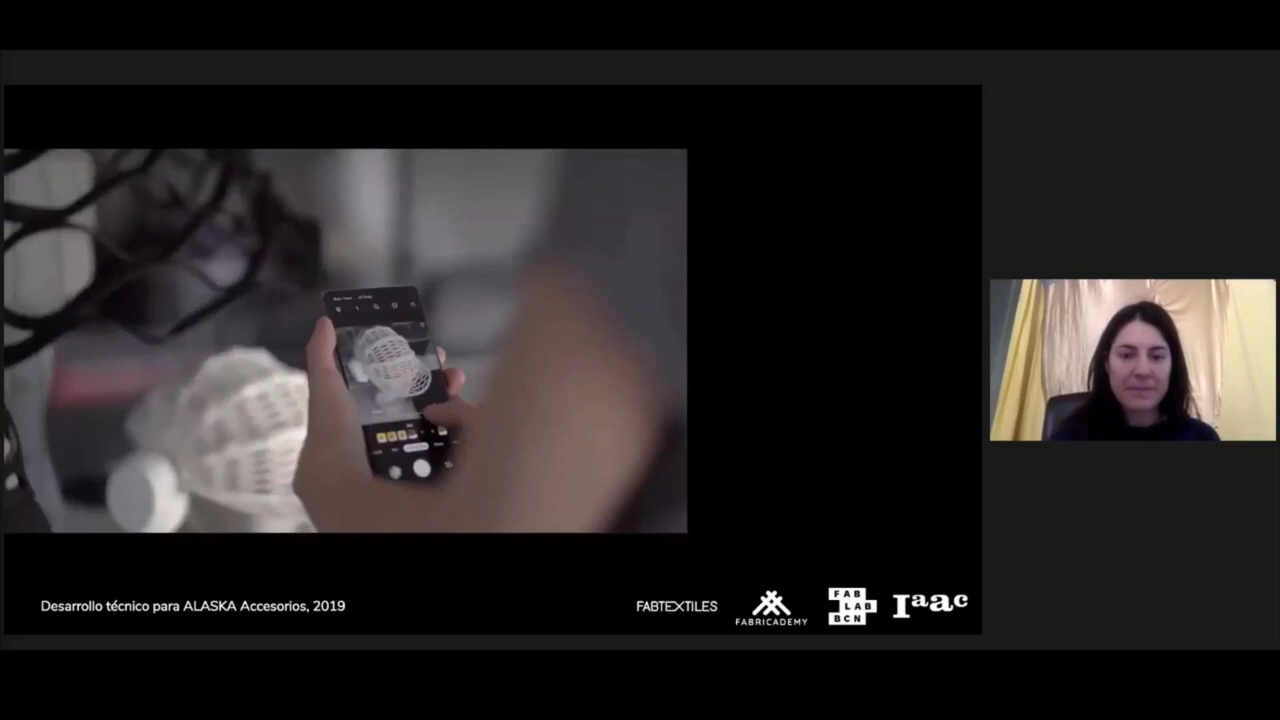 Desarrollo técnico para ALASKA Accesorios, 2019
FABTEXTILES
FABRICADEMY
FAB
LAB
BCN
Iaac